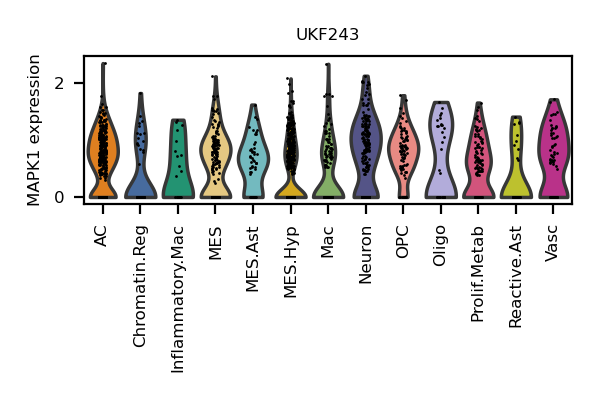 UKF243
MAPK1 expression
2
0
AC
Chromatin.Reg
Inflammatory.Mac
MES
MES.Ast
MES.Hyp
Mac
Neuron
OPC
Oligo
Prolif.Metab
Reactive.Ast
Vasc